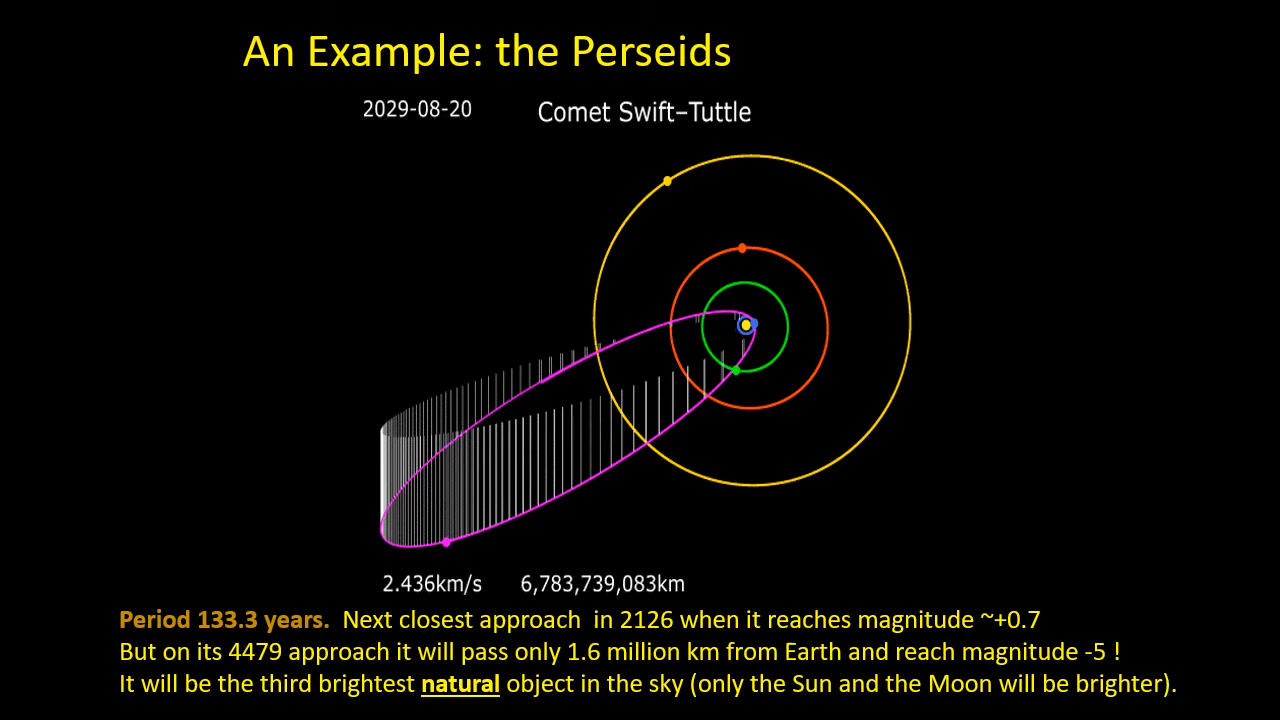 An Example: the Perseids
2029-08-20 Comet Swift–Tuttle
2.436km/s 6,783,739,083km
Period 133.3 years. Next closest approach in 2126 when it reaches magnitude ~+0.7
But on its 4479 approach it will pass only 1.6 million km from Earth and reach magnitude -5 !
It will be the third brightest natural object in the sky (only the Sun and the Moon will be brighter).